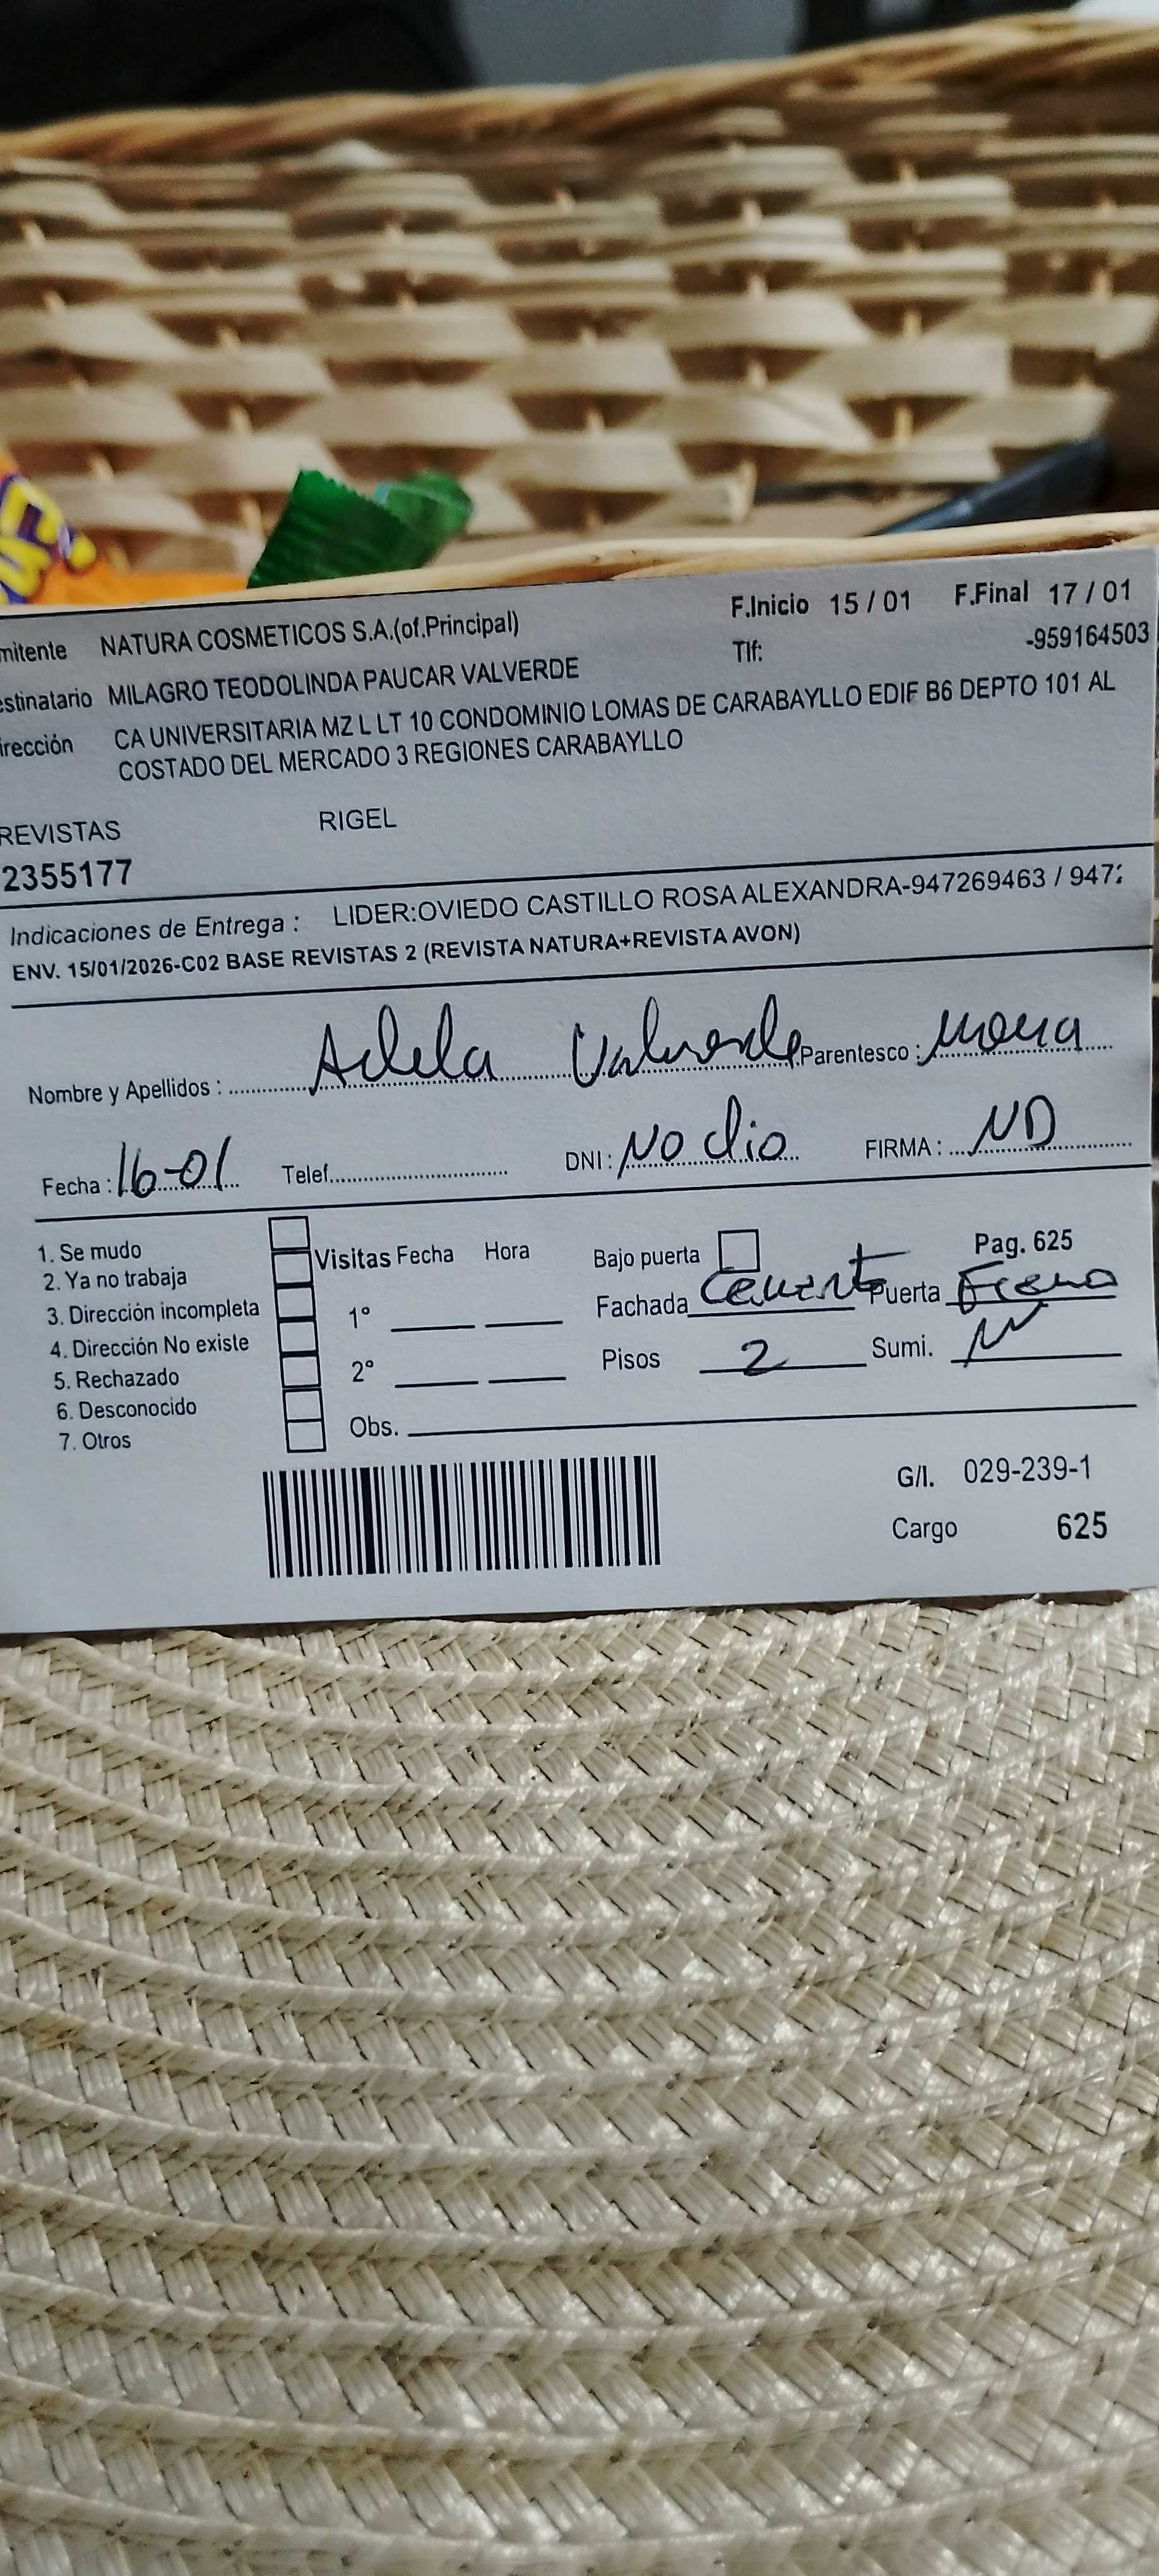 mitente NATURA COSMETICOS S.A.(of.Principal) F.Inicio 15 / 01 F.Final 17 / 01
estinatario MILAGRO TEODOLINDA PAUCAR VALVERDE Tlf: -959164503
irección CA UNIVERSITARIA MZ L LT 10 CONDOMINIO LOMAS DE CARABAYLLO EDIF B6 DEPTO 101 AL
COSTADO DEL MERCADO 3 REGIONES CARABAYLLO
REVISTAS RIGEL
2355177
Indicaciones de Entrega : LIDER:OVIEDO CASTILLO ROSA ALEXANDRA-947269463 / 947
ENV. 15/01/2026-C02 BASE REVISTAS 2 (REVISTA NATURA+REVISTA AVON)
Nombre y Apellidos : Adela Valverde Parentesco :
Fecha : 16-01 Telef. DNI : No dio FIRMA : ND
1. Se mudo
2. Ya no trabaja
3. Dirección incompleta
4. Dirección No existe
5. Rechazado
6. Desconocido
7. Otros
Visitas Fecha Hora
1º
2º
Obs.
Bajo puerta Pag. 625
Fachada Cemento Puerta Fierro
Pisos 2 Sumi.
G/I. 029-239-1
Cargo 625